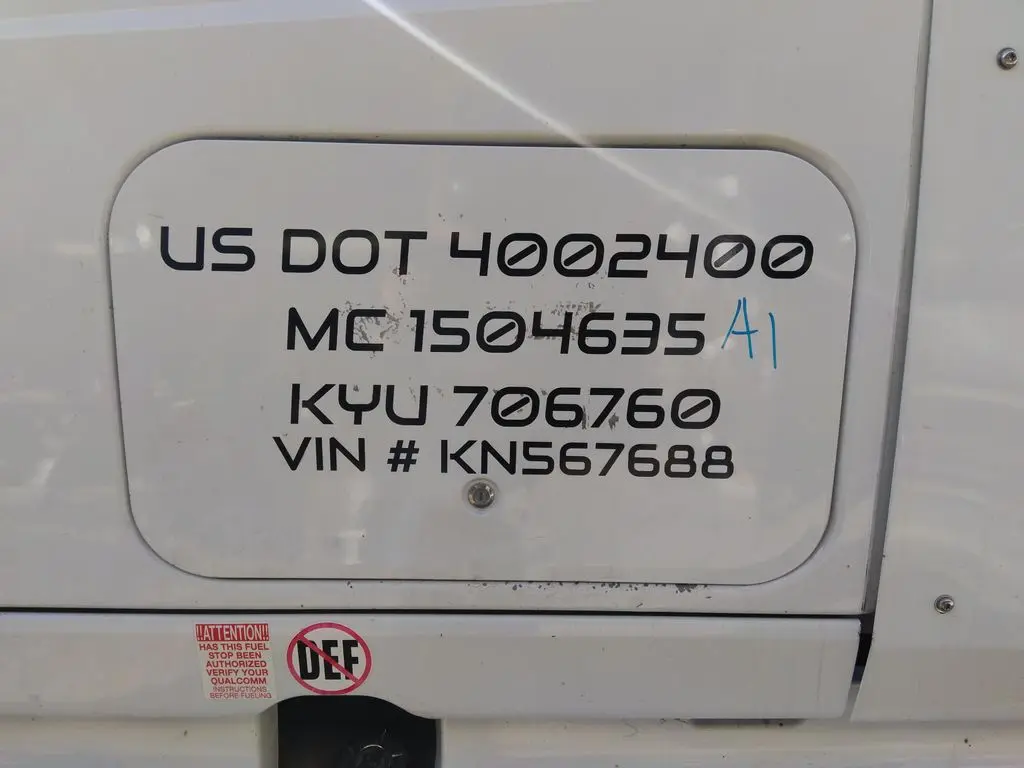 US DOT 4002400
MC 1504635 A1
KYU 706760
VIN # KN567688
!!ATTENTION!!
HAS THIS FUEL
STOP BEEN
AUTHORIZED
VERIFY YOUR
QUALCOMM
INSTRUCTIONS
BEFORE FUELING
DEF